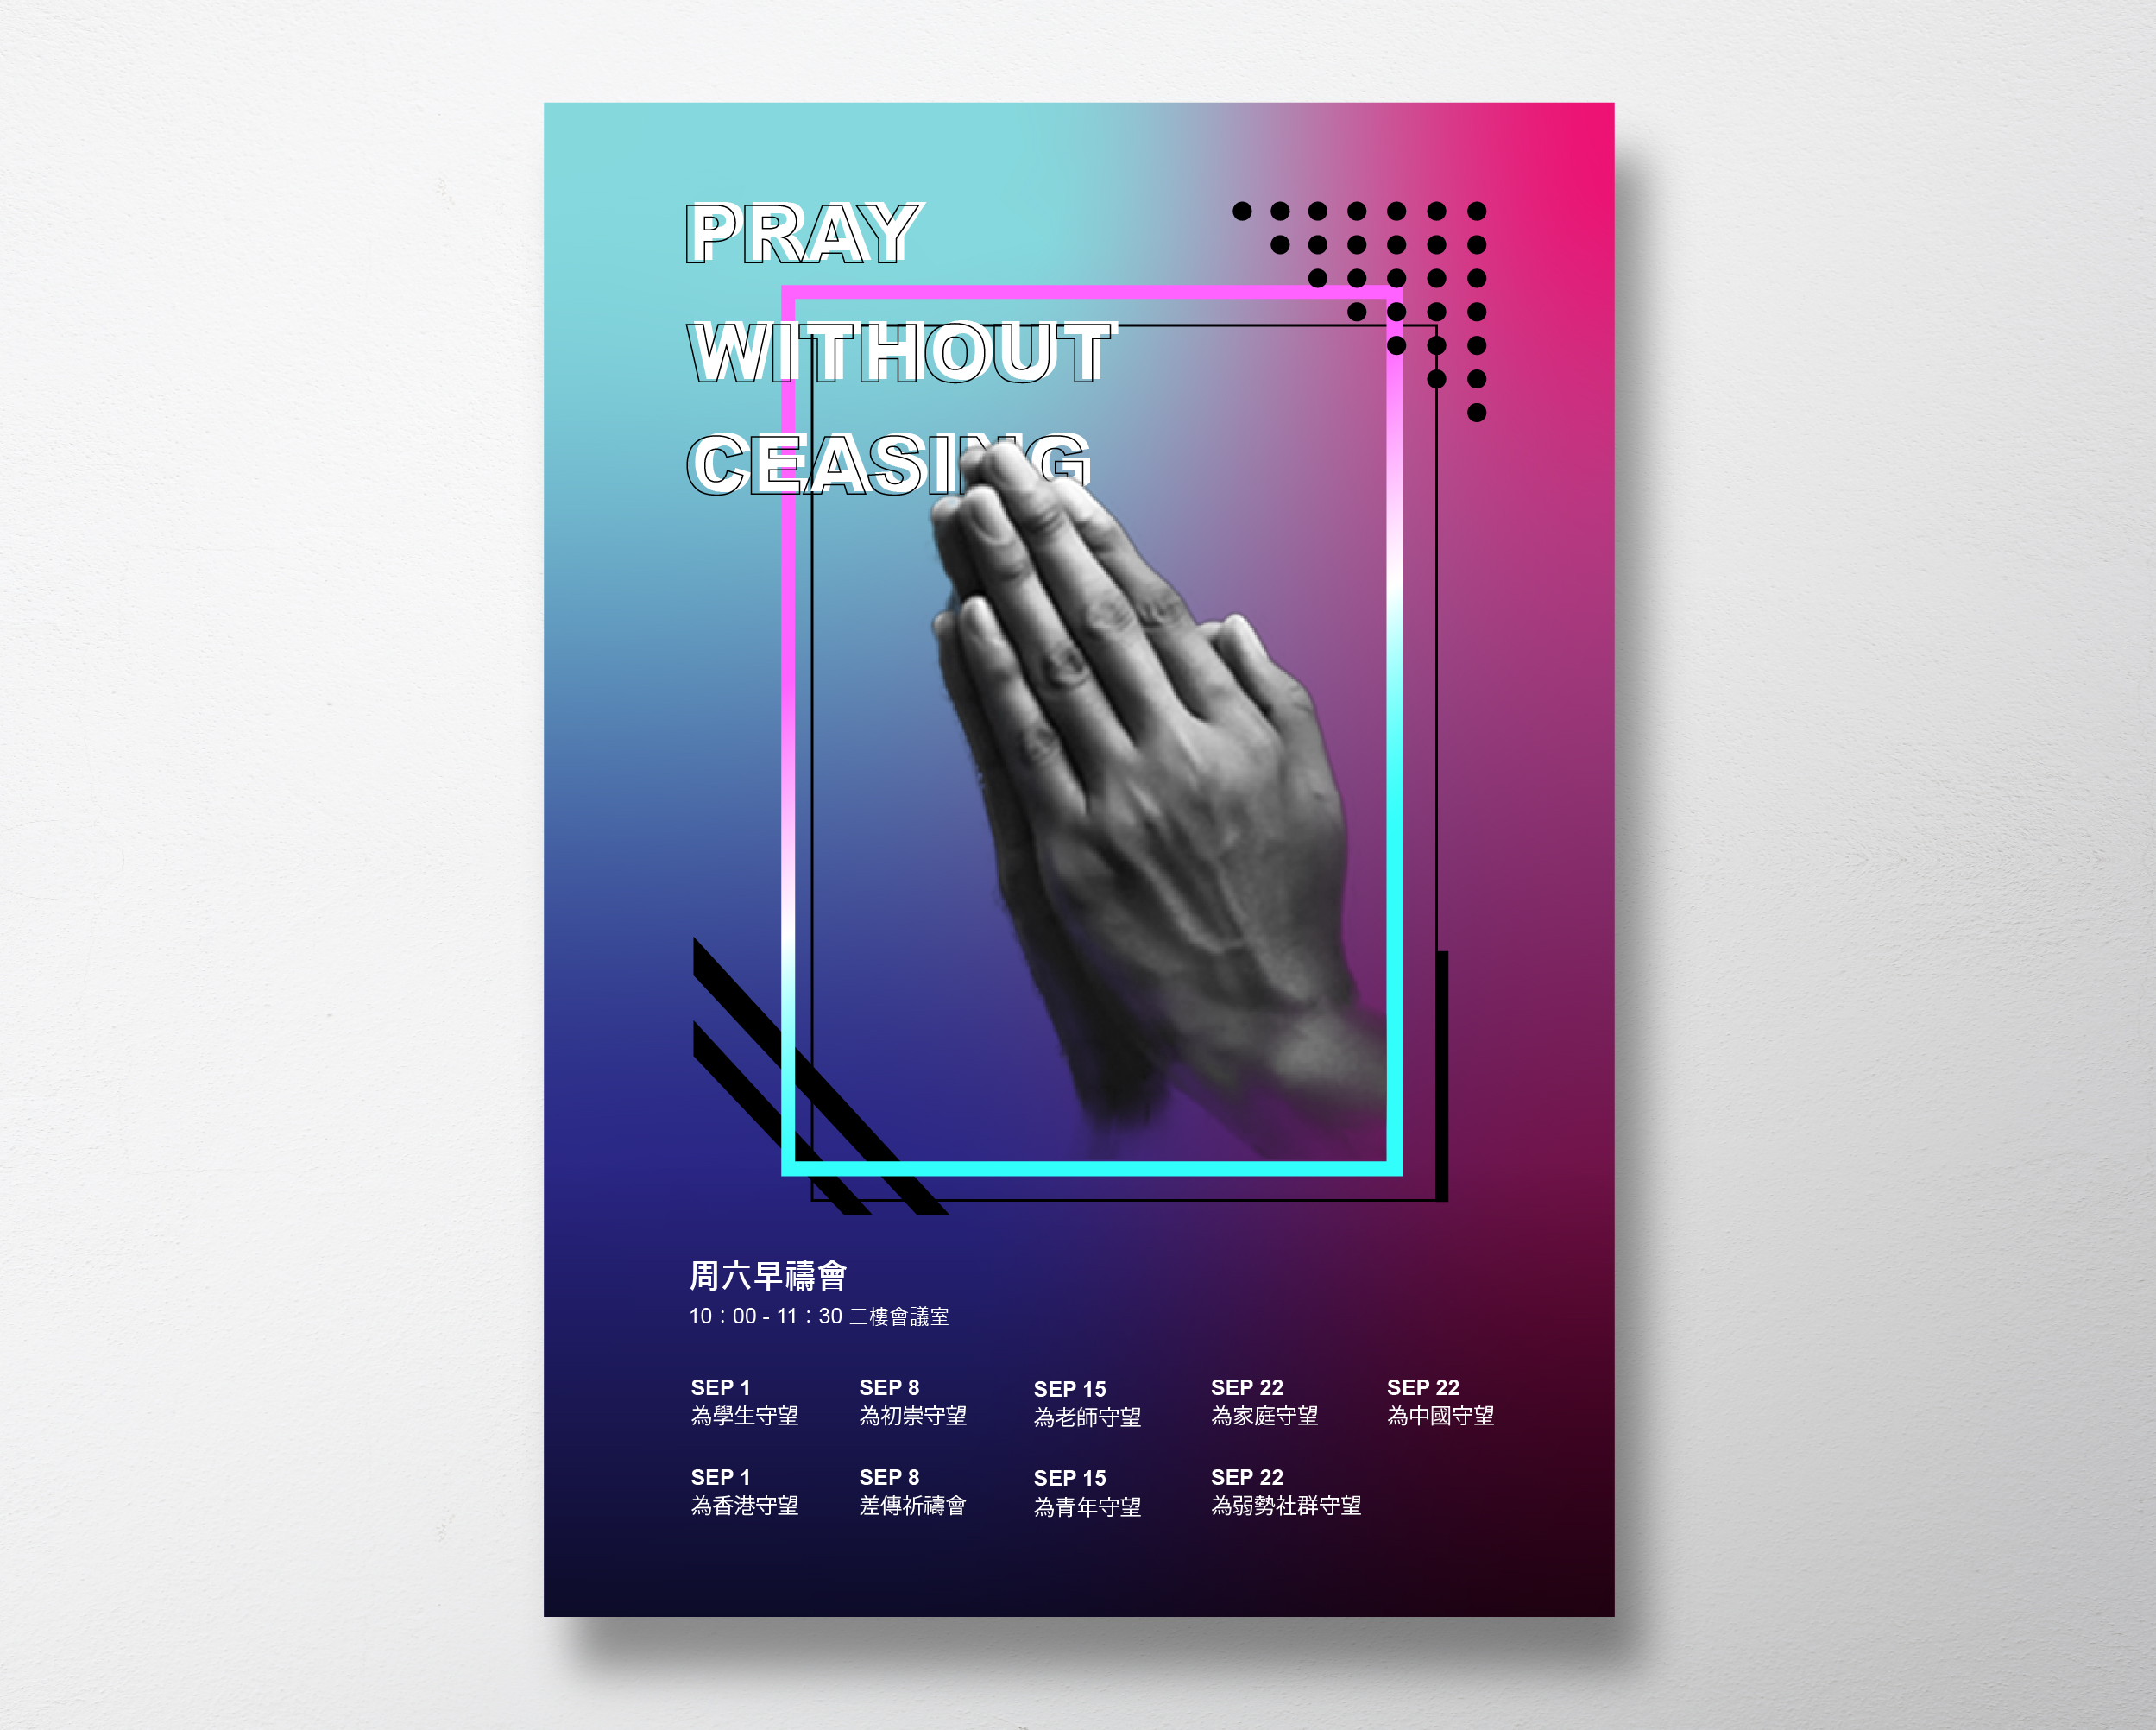 PRAY
WITHOUT
CEASING
周六早禱會
10：00 - 11：30 三樓會議室
SEP 1
為學生守望
SEP 8
為初崇守望
SEP 15
為老師守望
SEP 22
為家庭守望
SEP 22
為中國守望
SEP 1
為香港守望
SEP 8
差傳祈禱會
SEP 15
為青年守望
SEP 22
為弱勢社群守望